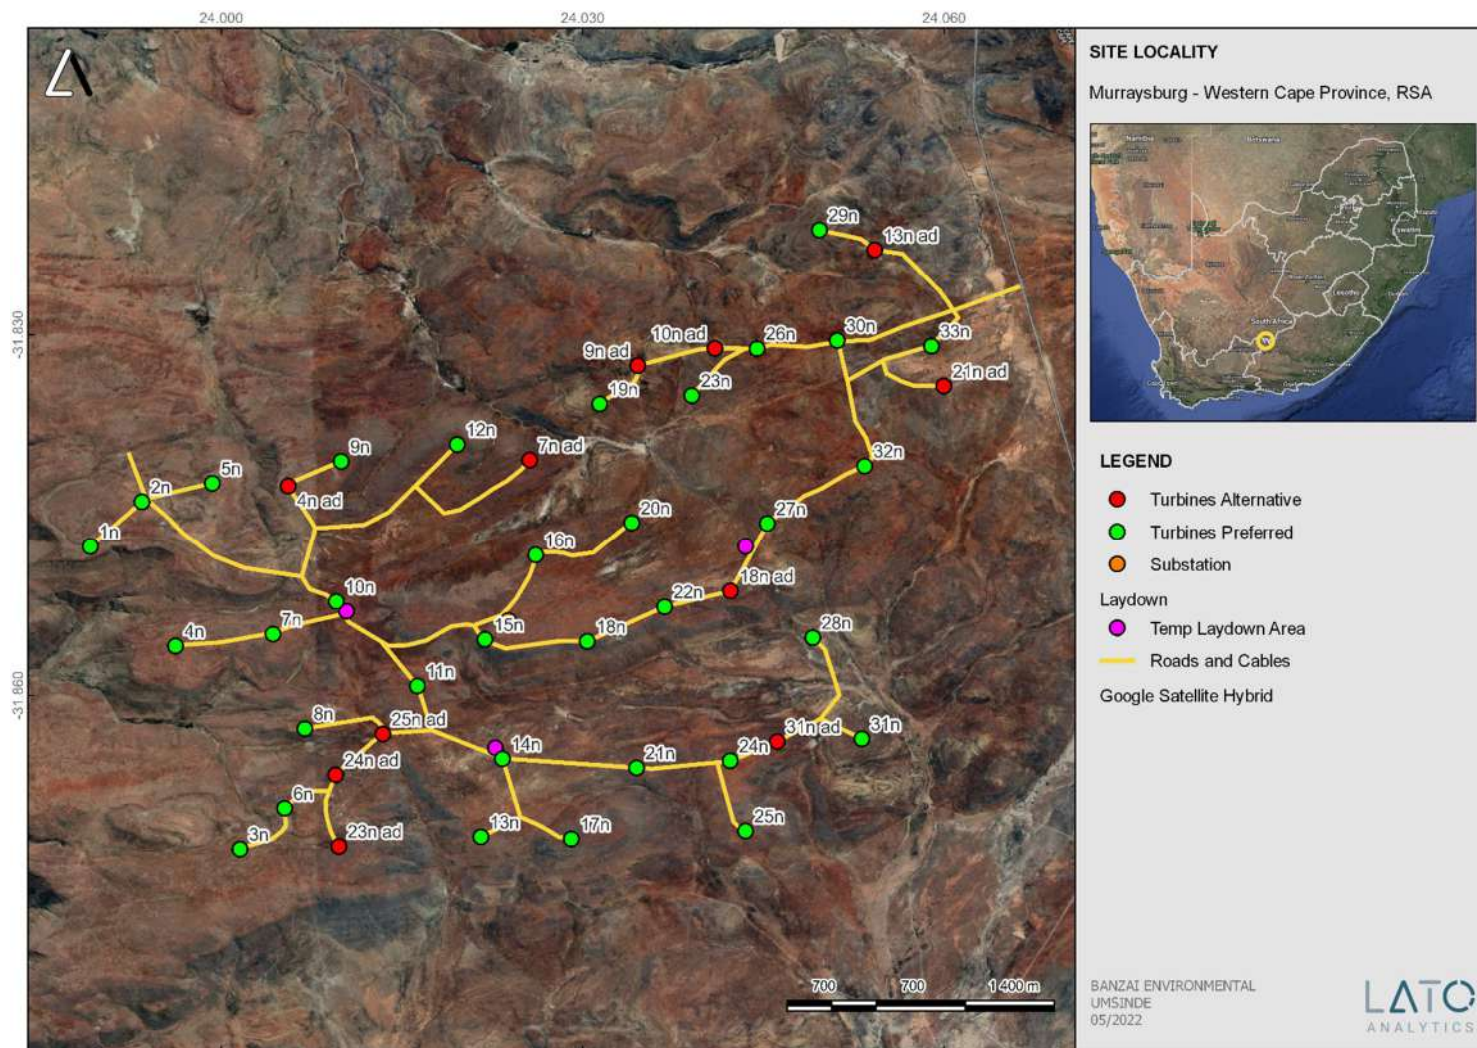 24.000
24.030
24.060
-31.830
-31.860
29n
13n ad
30n
33n
10n ad
26n
9n ad
19n
23n
21n ad
12n
7n ad
9n
4n ad
5n
2n
1n
32n
20n
27n
16n
18n ad
22n
10n
7n
4n
15n
18n
28n
11n
8n
25n ad
14n
31n ad
31n
24n
21n
24n ad
6n
3n
23n ad
13n
17n
25n
700
700
1 400 m
SITE LOCALITY
Murraysburg - Western Cape Province, RSA
Namibia
Botswana
Lesotho
South Africa
LEGEND
Turbines Alternative
Turbines Preferred
Substation
Laydown
Temp Laydown Area
Roads and Cables
Google Satellite Hybrid
BANZAI ENVIRONMENTAL
UMSINDE
05/2022
LATO
ANALYTICS